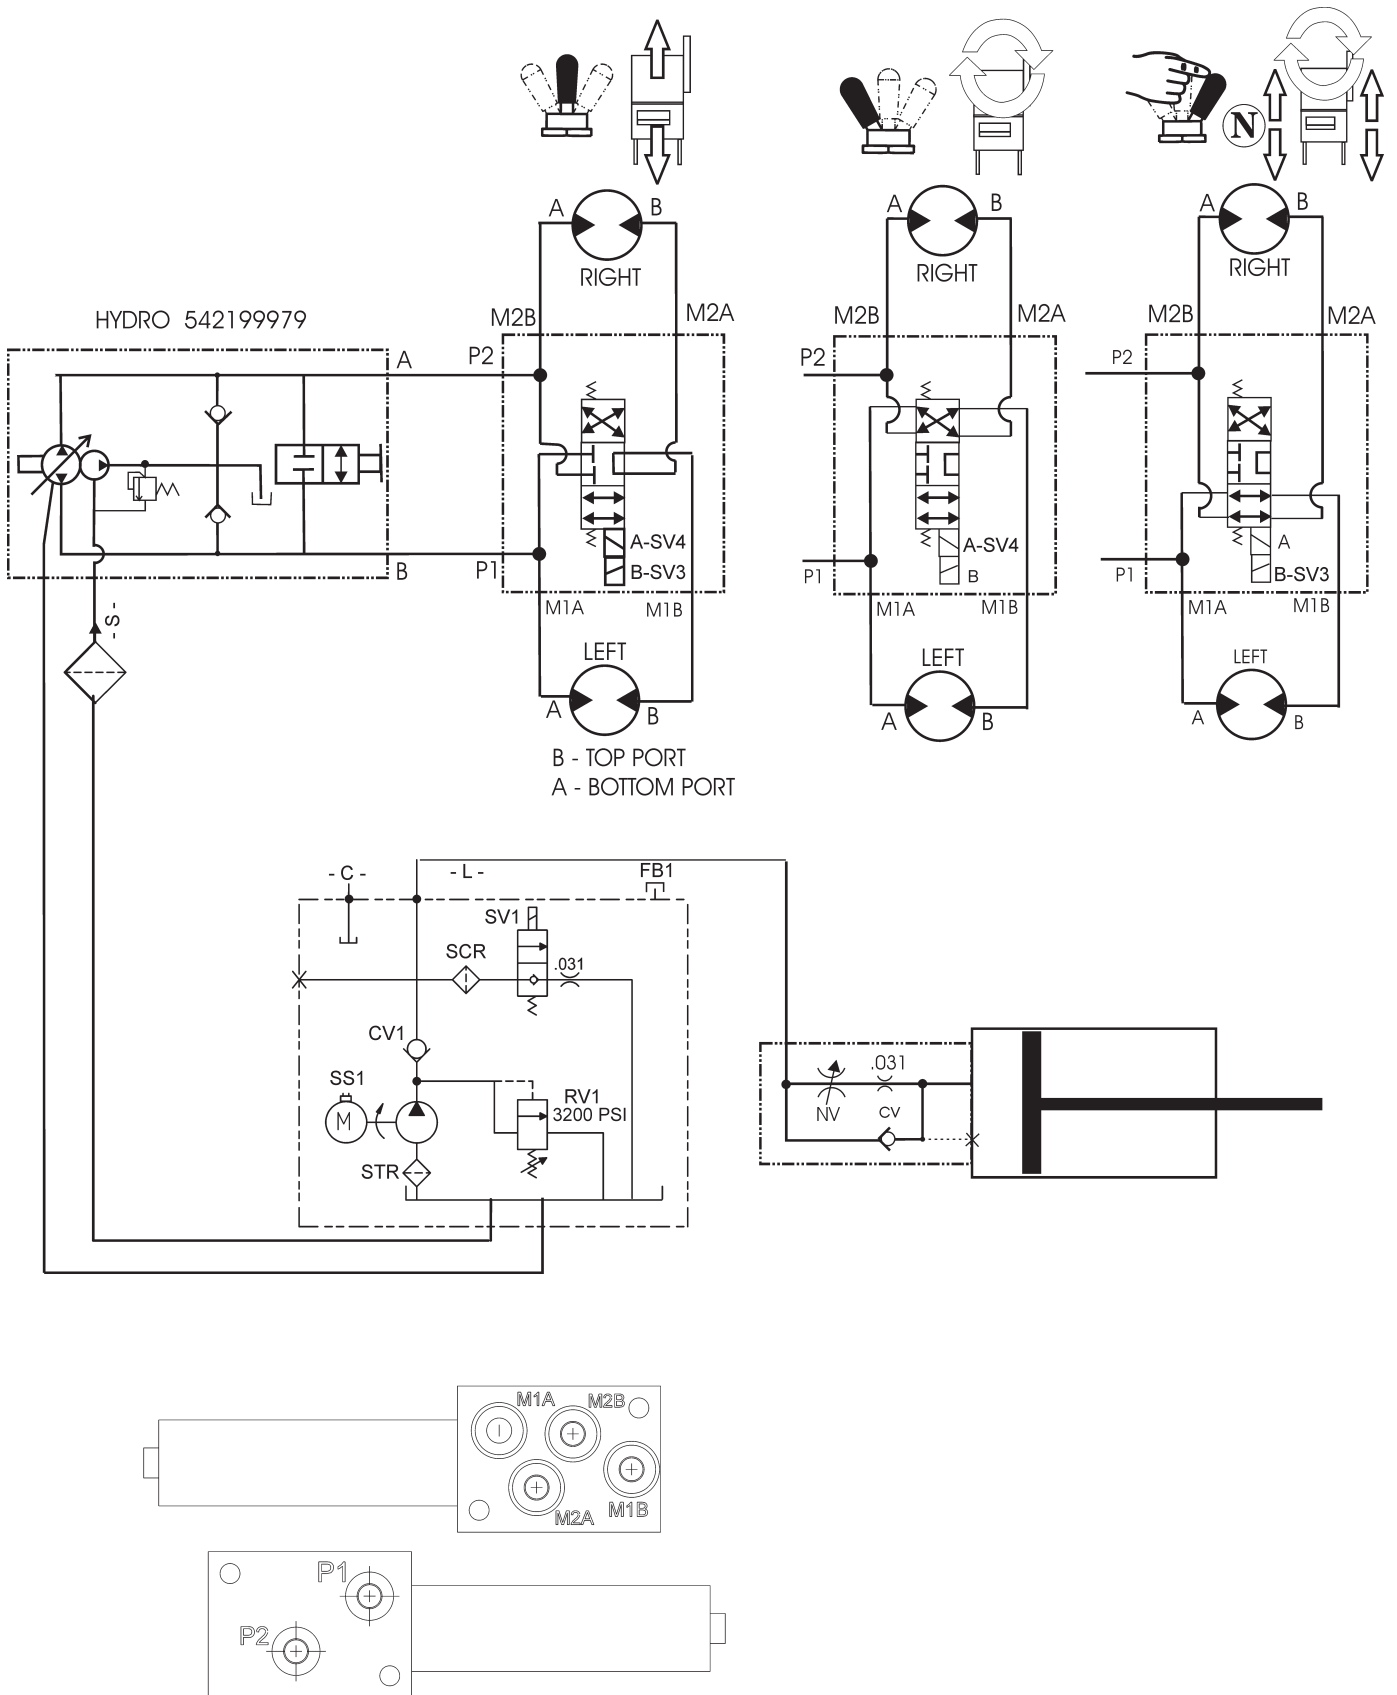 N
A
B
RIGHT
A
B
RIGHT
A
B
RIGHT
HYDRO 542199979
M2B
M2A
M2B
M2A
M2B
M2A
A
P2
P2
P2
A-SV4
B-SV3
A-SV4
B
A
B-SV3
B
P1
P1
P1
M1A
M1B
M1A
M1B
M1A
M1B
- S -
LEFT
LEFT
LEFT
A
B
A
B
A
B
B - TOP PORT
A - BOTTOM PORT
- C -
- L -
FB1
SV1
SCR
.031
CV1
SS1
M
RV1
3200 PSI
STR
.031
NV
CV
M1A
M2B
M2A
M1B
P1
P2